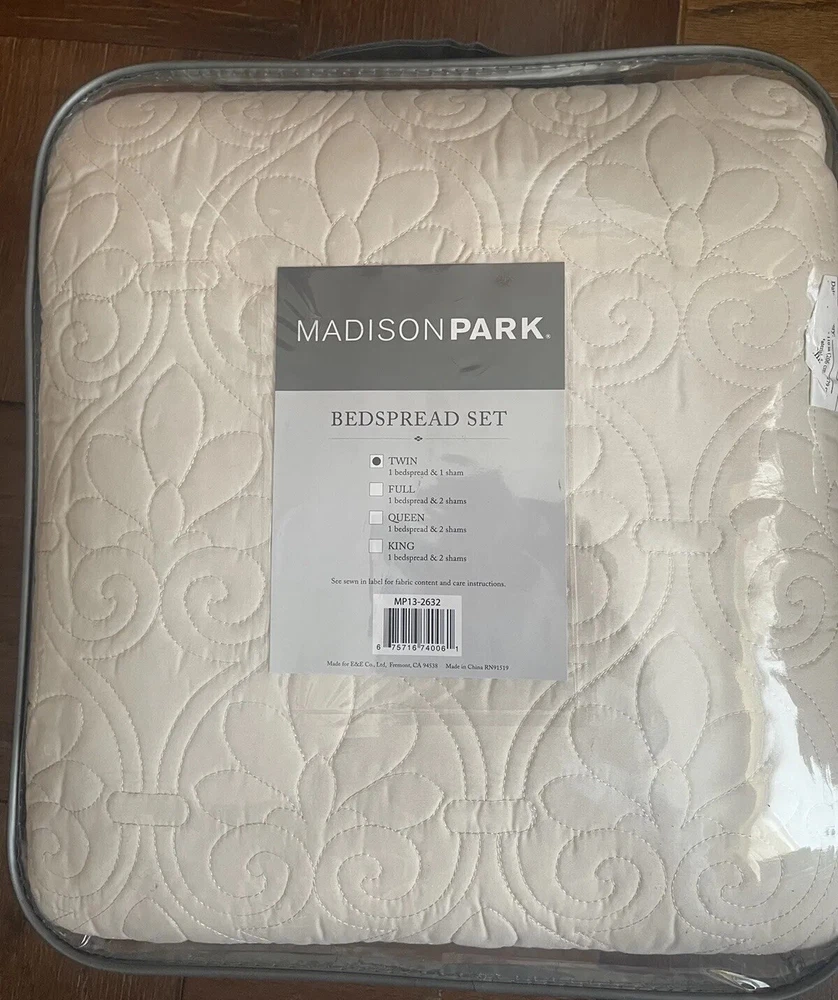 MADISONPARK®
BEDSPREAD SET
TWIN
1 bedspread & 1 sham
FULL
1 bedspread & 2 shams
QUEEN
1 bedspread & 2 shams
KING
1 bedspread & 2 shams
See sewn in label for fabric content and care instructions.
MP13-2632
6 75716 74006 1
Made for E&E Co., Ltd, Fremont, CA 94538 Made in China RN91519